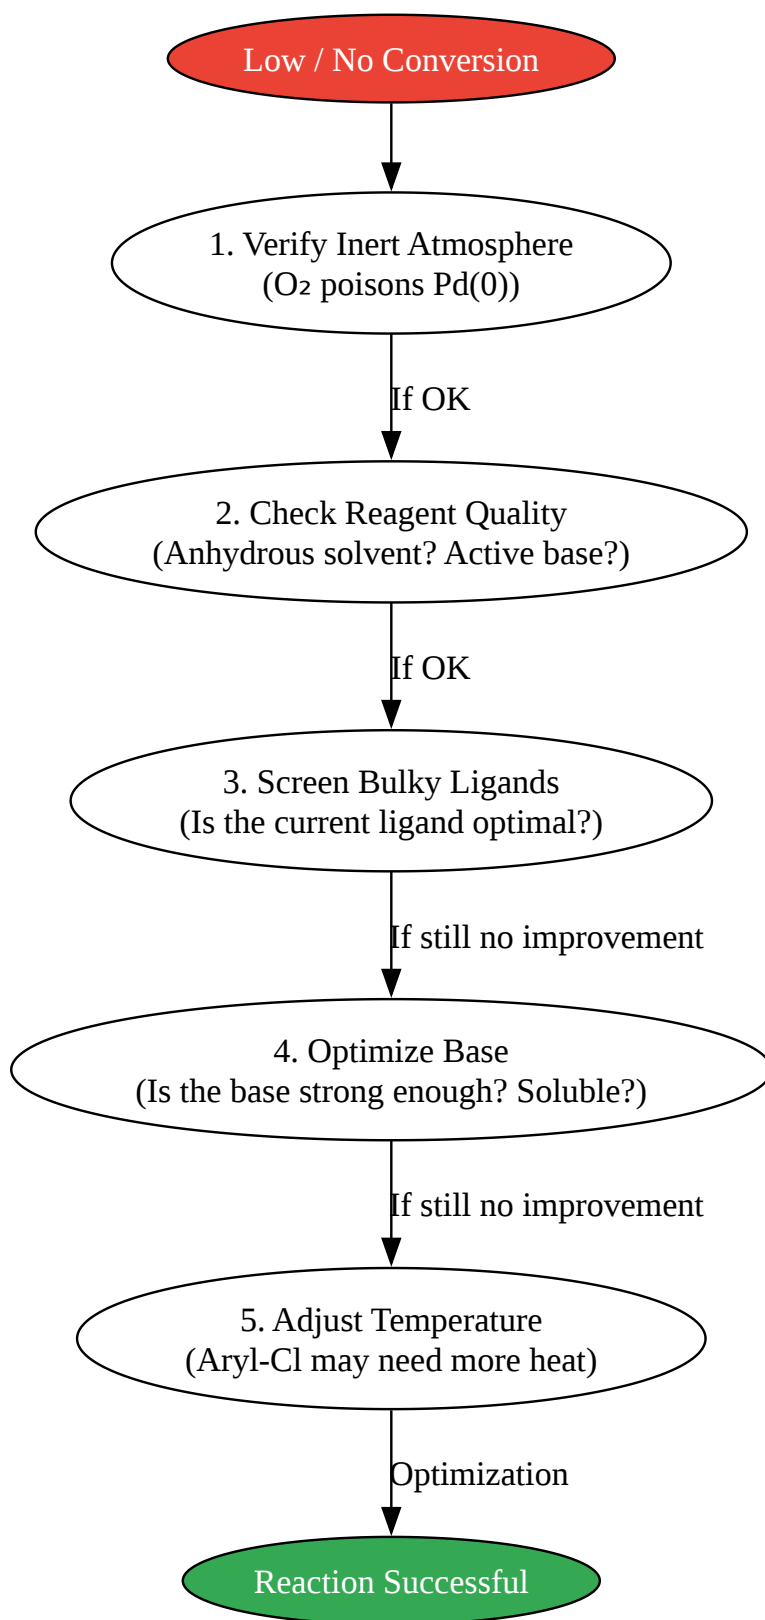 Low / No Conversion
1. Verify Inert Atmosphere
(O₂ poisons Pd(0))
If OK
2. Check Reagent Quality
(Anhydrous solvent? Active base?)
If OK
3. Screen Bulky Ligands
(Is the current ligand optimal?)
If still no improvement
4. Optimize Base
(Is the base strong enough? Soluble?)
If still no improvement
5. Adjust Temperature
(Aryl-Cl may need more heat)
Optimization
Reaction Successful